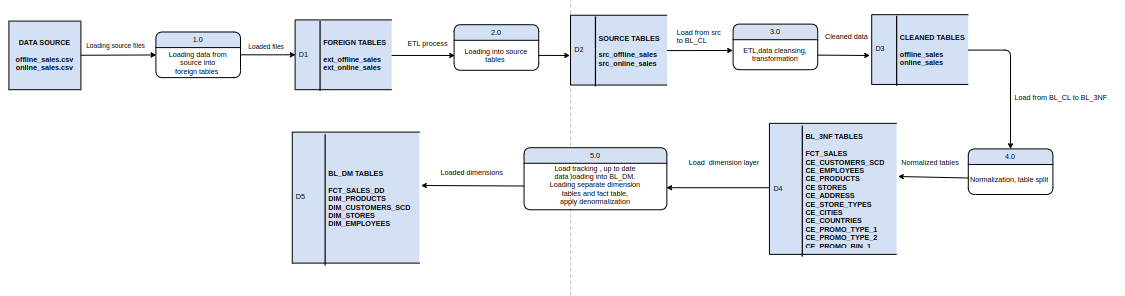 DATA SOURCE
offline_sales.csv
online_sales.csv
Loading source files
1.0
Loading data from
source into
foreign tables
Loaded files
D1
FOREIGN TABLES
ext_offline_sales
ext_online_sales
ETL process
2.0
Loading into source
tables
D2
SOURCE TABLES
src_offline_sales
src_online_sales
Load from src
to BL_CL
3.0
ETL,data cleansing,
transformation
Cleaned data
D3
CLEANED TABLES
offline_sales
online_sales
Load from BL_CL to BL_3NF
4.0
Normalization, table split
Normalized tables
D4
BL_3NF TABLES
FCT_SALES
CE_CUSTOMERS_SCD
CE_EMPLOYEES
CE_PRODUCTS
CE STORES
CE_ADDRESS
CE_STORE_TYPES
CE_CITIES
CE_COUNTRIES
CE_PROMO_TYPE_1
CE_PROMO_TYPE_2
CE_PROMO_BIN_1
Load dimension layer
5.0
Load tracking , up to date
data loading into BL_DM.
Loading separate dimension
tables and fact table,
apply denormalization
Loaded dimensions
D5
BL_DM TABLES
FCT_SALES_DD
DIM_PRODUCTS
DIM_CUSTOMERS_SCD
DIM_STORES
DIM_EMPLOYEES